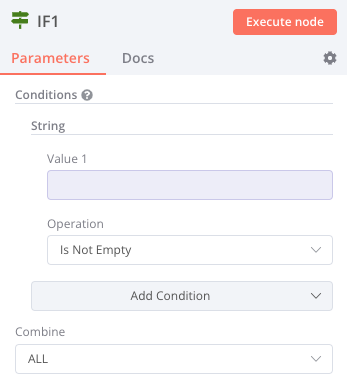 IF1
Execute node
Parameters
Docs
Conditions ?
String
Value 1
Operation
Is Not Empty
Add Condition
Combine
ALL